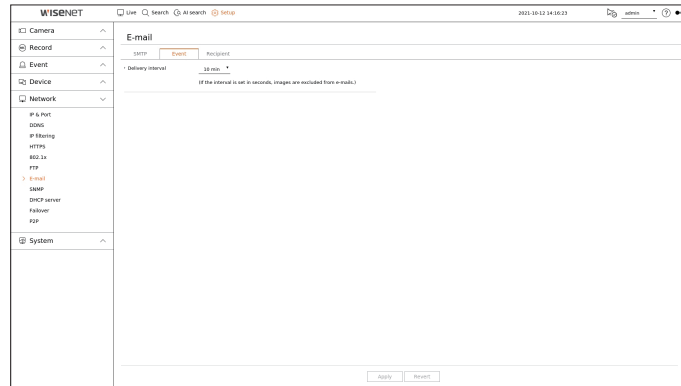 WISENET
Live Search AI search Setup
2021-10-12 14:16:23
admin
?
Camera
Record
Event
Device
Network
IP & Port
DDNS
IP filtering
HTTPS
802.1x
FTP
> E-mail
SNMP
DHCP server
Failover
P2P
System
E-mail
SMTP Event Recipient
Delivery interval 10 min
(If the interval is set in seconds, images are excluded from e-mails.)
Apply Revert